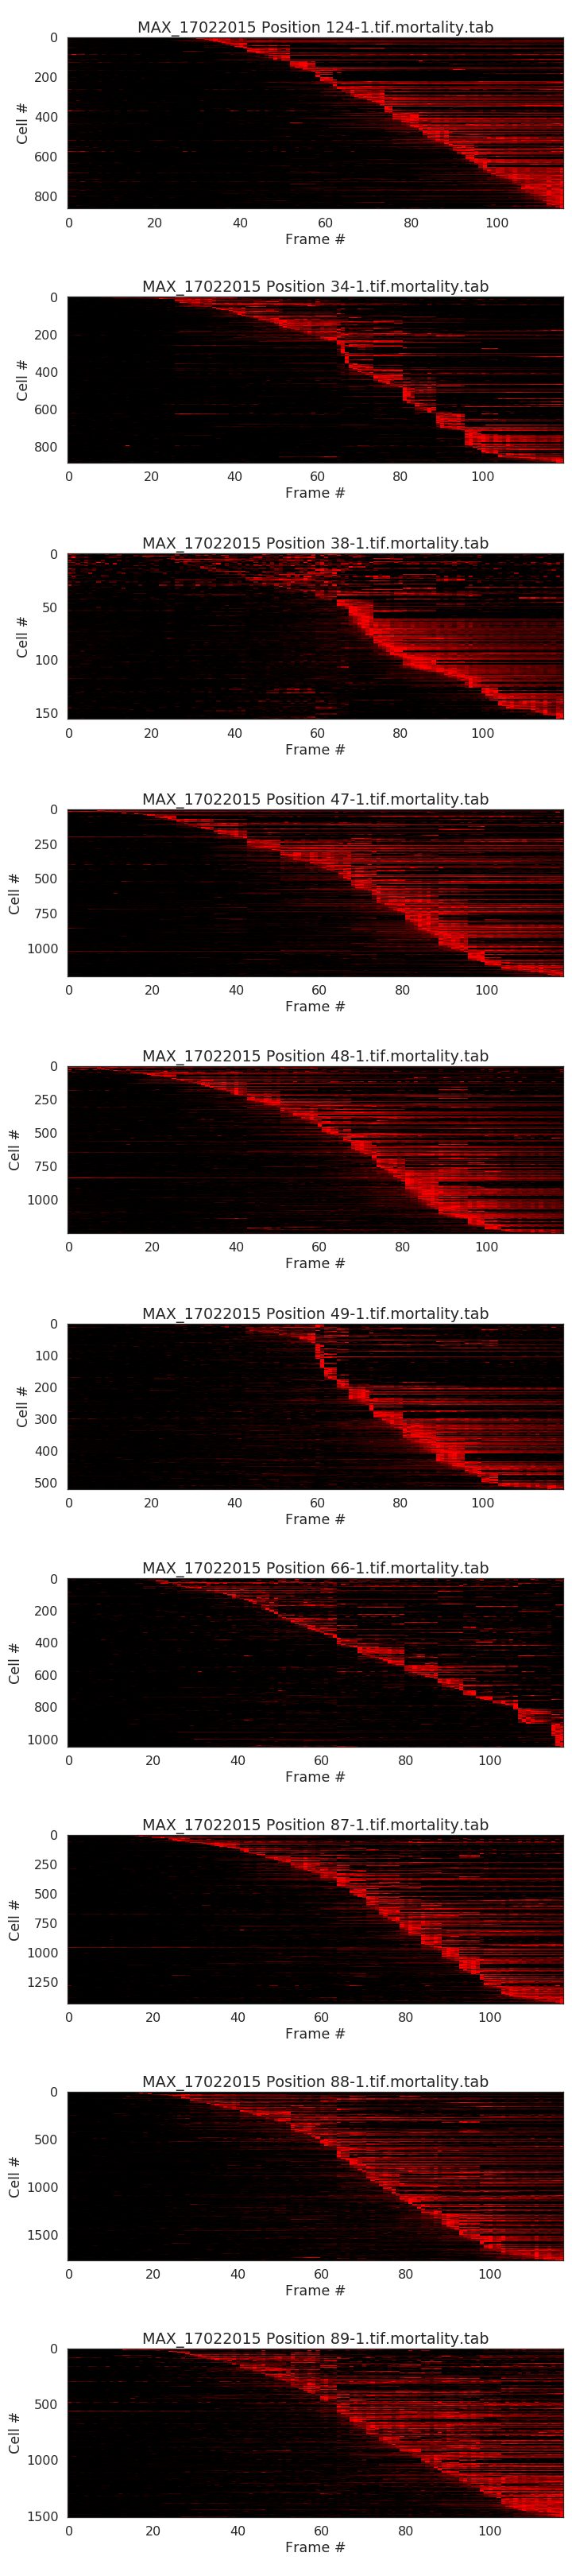 MAX_17022015 Position 124-1.tif.mortality.tab
0
200
400
600
800
Cell #
0 20 40 60 80 100
Frame #
MAX_17022015 Position 34-1.tif.mortality.tab
0
200
400
600
800
Cell #
0 20 40 60 80 100
Frame #
MAX_17022015 Position 38-1.tif.mortality.tab
0
50
100
150
Cell #
0 20 40 60 80 100
Frame #
MAX_17022015 Position 47-1.tif.mortality.tab
0
250
500
750
1000
Cell #
0 20 40 60 80 100
Frame #
MAX_17022015 Position 48-1.tif.mortality.tab
0
250
500
750
1000
Cell #
0 20 40 60 80 100
Frame #
MAX_17022015 Position 49-1.tif.mortality.tab
0
100
200
300
400
500
Cell #
0 20 40 60 80 100
Frame #
MAX_17022015 Position 66-1.tif.mortality.tab
0
200
400
600
800
1000
Cell #
0 20 40 60 80 100
Frame #
MAX_17022015 Position 87-1.tif.mortality.tab
0
250
500
750
1000
1250
Cell #
0 20 40 60 80 100
Frame #
MAX_17022015 Position 88-1.tif.mortality.tab
0
500
1000
1500
Cell #
0 20 40 60 80 100
Frame #
MAX_17022015 Position 89-1.tif.mortality.tab
0
500
1000
1500
Cell #
0 20 40 60 80 100
Frame #